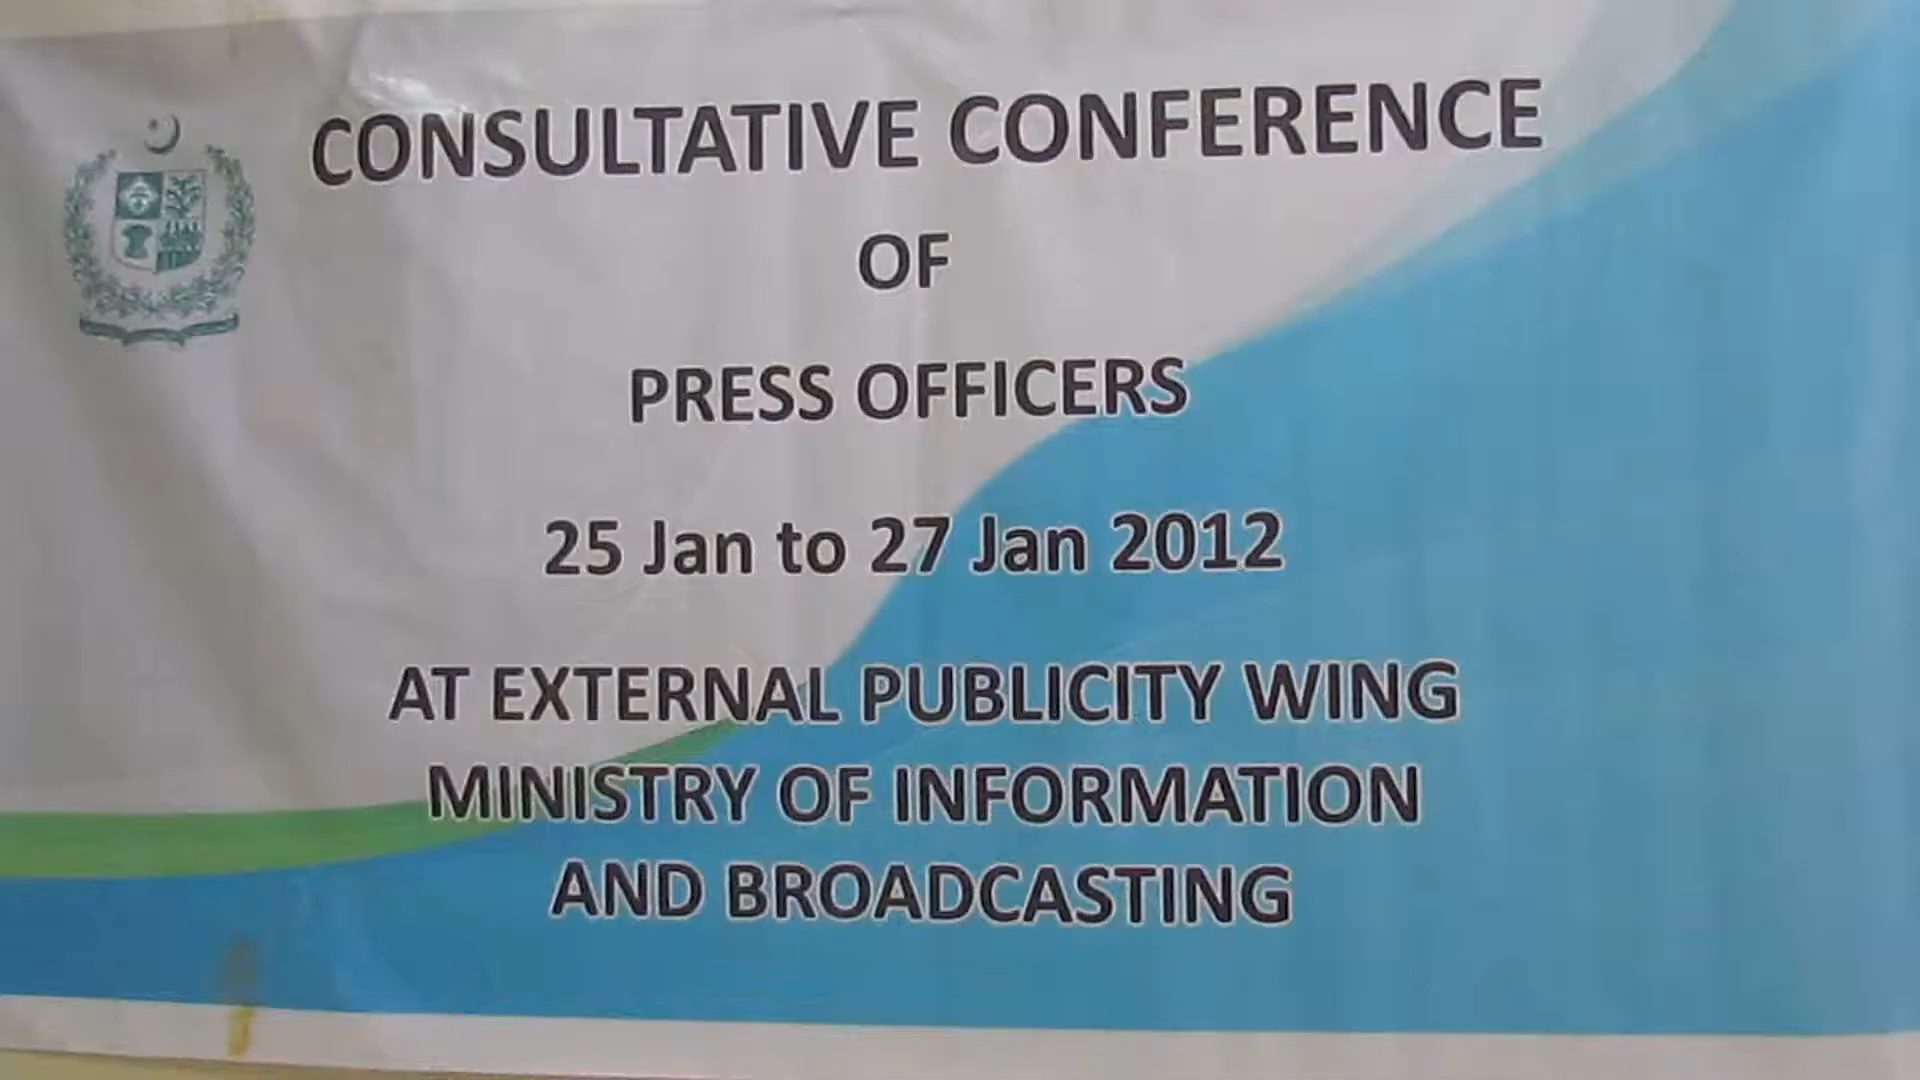 CONSULTATIVE CONFERENCE
OF
PRESS OFFICERS
25 Jan to 27 Jan 2012
AT EXTERNAL PUBLICITY WING
MINISTRY OF INFORMATION
AND BROADCASTING